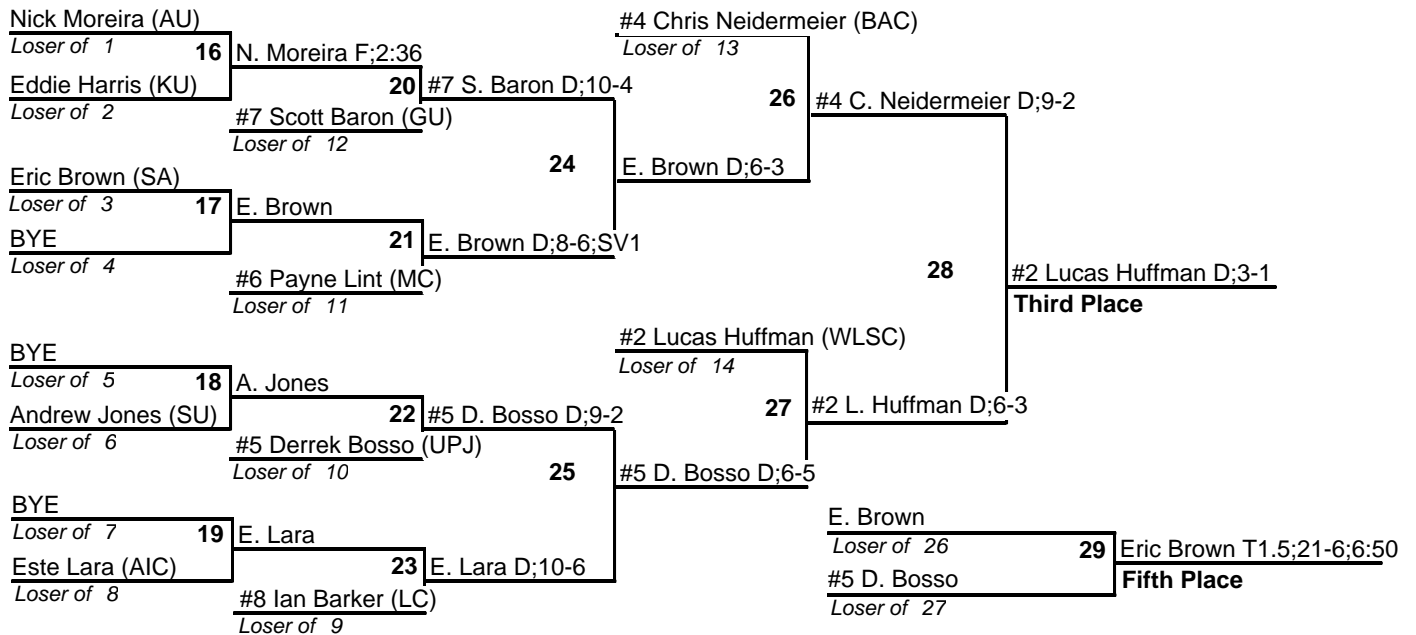 Nick Moreira (AU)
Loser of 1
16
Eddie Harris (KU)
Loser of 2
N. Moreira F;2:36
20
#7 Scott Baron (GU)
Loser of 12
#7 S. Baron D;10-4
Eric Brown (SA)
Loser of 3
17
BYE
Loser of 4
E. Brown
21
#6 Payne Lint (MC)
Loser of 11
E. Brown D;8-6;SV1
24
#4 Chris Neidermeier (BAC)
Loser of 13
26
E. Brown D;6-3
#4 C. Neidermeier D;9-2
BYE
Loser of 5
18
Andrew Jones (SU)
Loser of 6
A. Jones
22
#5 Derrek Bosso (UPJ)
Loser of 10
#5 D. Bosso D;9-2
BYE
Loser of 7
19
Este Lara (AIC)
Loser of 8
E. Lara
23
#8 Ian Barker (LC)
Loser of 9
E. Lara D;10-6
25
#2 Lucas Huffman (WLSC)
Loser of 14
27
#5 D. Bosso D;6-5
#2 L. Huffman D;6-3
28
#2 Lucas Huffman D;3-1
Third Place
E. Brown
Loser of 26
29
#5 D. Bosso
Loser of 27
Eric Brown T1.5;21-6;6:50
Fifth Place